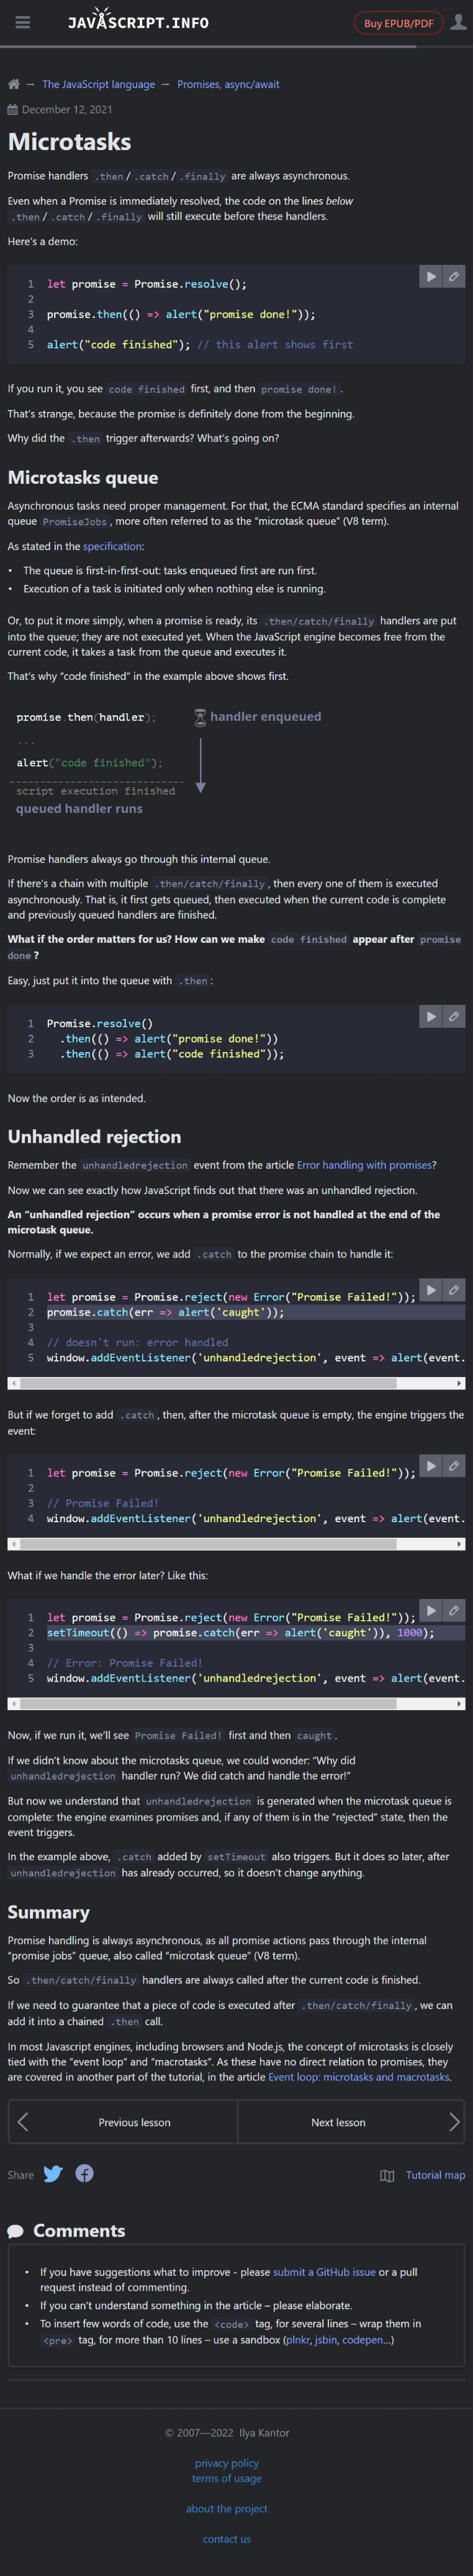 JAVASCRIPT.INFO
Buy EPUB/PDF
→ The JavaScript language → Promises, async/await
December 12, 2021
Microtasks
Promise handlers .then / .catch / .finally are always asynchronous.
Even when a Promise is immediately resolved, the code on the lines below
.then / .catch / .finally will still execute before these handlers.
Here's a demo:
1 let promise = Promise.resolve();
2
3 promise.then(() => alert("promise done!"));
4
5 alert("code finished"); // this alert shows first
If you run it, you see code finished first, and then promise done! .
That's strange, because the promise is definitely done from the beginning.
Why did the .then trigger afterwards? What's going on?
Microtasks queue
Asynchronous tasks need proper management. For that, the ECMA standard specifies an internal
queue PromiseJobs , more often referred to as the “microtask queue” (V8 term).
As stated in the specification:
• The queue is first-in-first-out: tasks enqueued first are run first.
• Execution of a task is initiated only when nothing else is running.
Or, to put it more simply, when a promise is ready, its .then/catch/finally handlers are put
into the queue; they are not executed yet. When the JavaScript engine becomes free from the
current code, it takes a task from the queue and executes it.
That's why “code finished” in the example above shows first.
promise.then(handler); handler enqueued
...
alert("code finished");
script execution finished
queued handler runs
Promise handlers always go through this internal queue.
If there's a chain with multiple .then/catch/finally , then every one of them is executed
asynchronously. That is, it first gets queued, then executed when the current code is complete
and previously queued handlers are finished.
What if the order matters for us? How can we make code finished appear after promise
done ?
Easy, just put it into the queue with .then :
1 Promise.resolve()
2 .then(() => alert("promise done!"))
3 .then(() => alert("code finished"));
Now the order is as intended.
Unhandled rejection
Remember the unhandledrejection event from the article Error handling with promises?
Now we can see exactly how JavaScript finds out that there was an unhandled rejection.
An “unhandled rejection” occurs when a promise error is not handled at the end of the
microtask queue.
Normally, if we expect an error, we add .catch to the promise chain to handle it:
1 let promise = Promise.reject(new Error("Promise Failed!"));
2 promise.catch(err => alert('caught'));
3
4 // doesn't run: error handled
5 window.addEventListener('unhandledrejection', event => alert(event.
But if we forget to add .catch , then, after the microtask queue is empty, the engine triggers the
event:
1 let promise = Promise.reject(new Error("Promise Failed!"));
2
3 // Promise Failed!
4 window.addEventListener('unhandledrejection', event => alert(event.
What if we handle the error later? Like this:
1 let promise = Promise.reject(new Error("Promise Failed!"));
2 setTimeout(() => promise.catch(err => alert('caught')), 1000);
3
4 // Error: Promise Failed!
5 window.addEventListener('unhandledrejection', event => alert(event.
Now, if we run it, we'll see Promise Failed! first and then caught .
If we didn't know about the microtasks queue, we could wonder: “Why did
unhandledrejection handler run? We did catch and handle the error!”
But now we understand that unhandledrejection is generated when the microtask queue is
complete: the engine examines promises and, if any of them is in the “rejected” state, then the
event triggers.
In the example above, .catch added by setTimeout also triggers. But it does so later, after
unhandledrejection has already occurred, so it doesn't change anything.
Summary
Promise handling is always asynchronous, as all promise actions pass through the internal
“promise jobs” queue, also called “microtask queue” (V8 term).
So .then/catch/finally handlers are always called after the current code is finished.
If we need to guarantee that a piece of code is executed after .then/catch/finally , we can
add it into a chained .then call.
In most Javascript engines, including browsers and Node.js, the concept of microtasks is closely
tied with the “event loop” and “macrotasks”. As these have no direct relation to promises, they
are covered in another part of the tutorial, in the article Event loop: microtasks and macrotasks.
Previous lesson Next lesson
Share Tutorial map
Comments
• If you have suggestions what to improve - please submit a GitHub issue or a pull
request instead of commenting.
• If you can't understand something in the article – please elaborate.
• To insert few words of code, use the <code> tag, for several lines – wrap them in
<pre> tag, for more than 10 lines – use a sandbox (plnkr, jsbin, codepen…)
© 2007—2022 Ilya Kantor
privacy policy
terms of usage
about the project
contact us